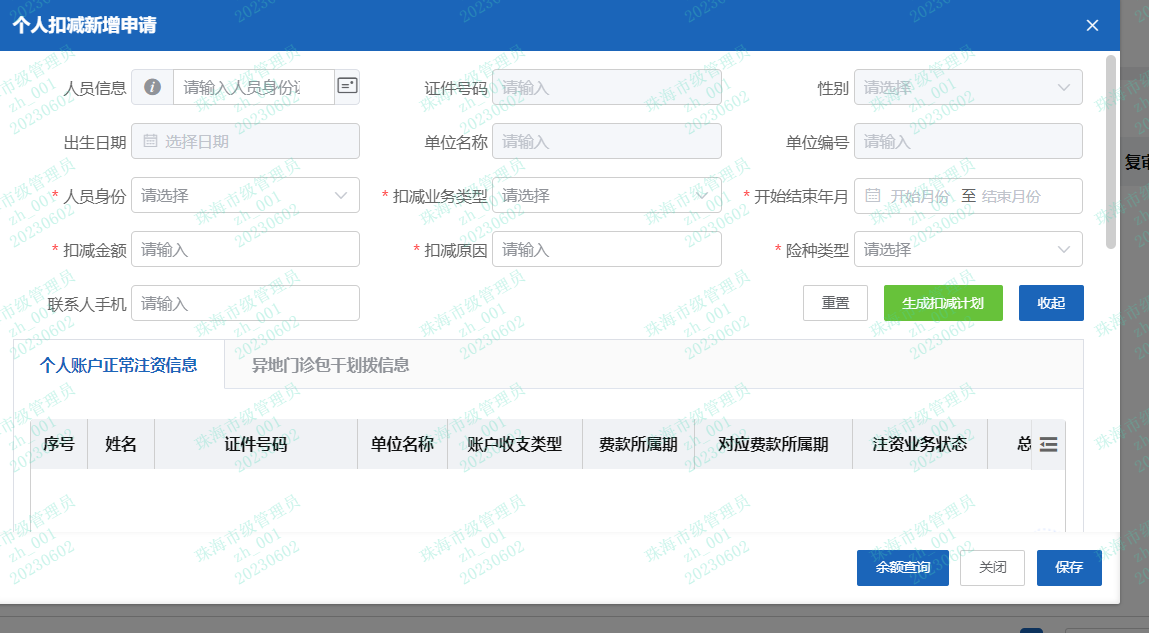 个人扣减新增申请
人员信息 请输入人员身份证 证件号码 请输入 性别 请选择
出生日期 选择日期 单位名称 请输入 单位编号 请输入
* 人员身份 请选择 * 扣减业务类型 请选择 * 开始结束年月 开始月份 至 结束月份
复审
* 扣减金额 请输入 * 扣减原因 请输入 * 险种类型 请选择
联系人手机 请输入 重置 生成扣减计划 收起
个人账户正常注资信息 异地门诊包干划拨信息
序号 姓名 证件号码 单位名称 账户收支类型 费款所属期 对应费款所属期 注资业务状态 总
余额查询 关闭 保存
珠海市级管理员
zh_001
20230602